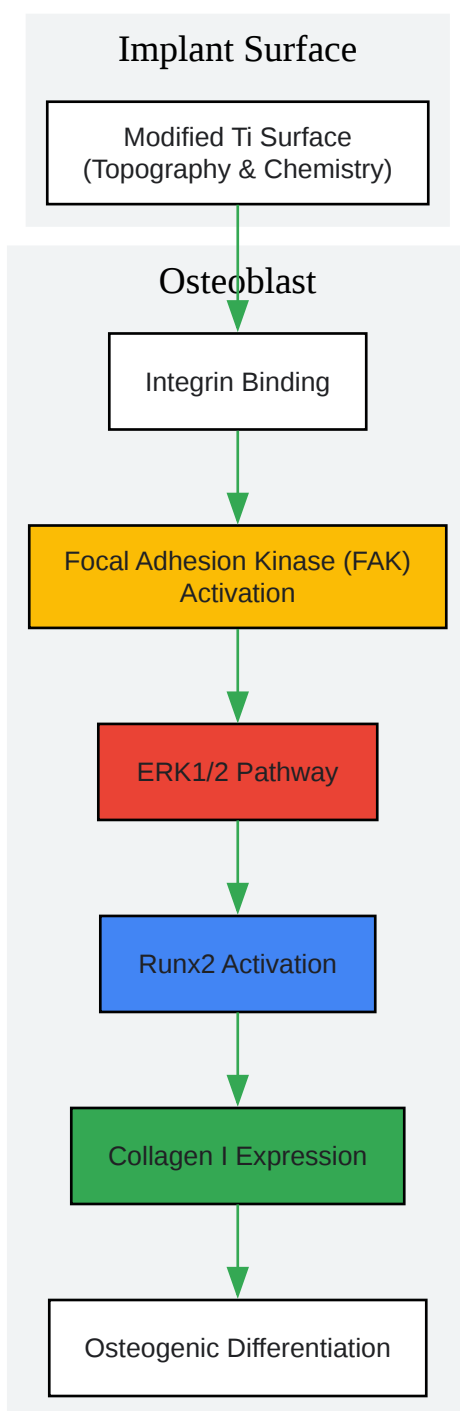 Implant Surface
Modified Ti Surface
(Topography & Chemistry)
Osteoblast
Integrin Binding
Focal Adhesion Kinase (FAK)
Activation
ERK1/2 Pathway
Runx2 Activation
Collagen I Expression
Osteogenic Differentiation